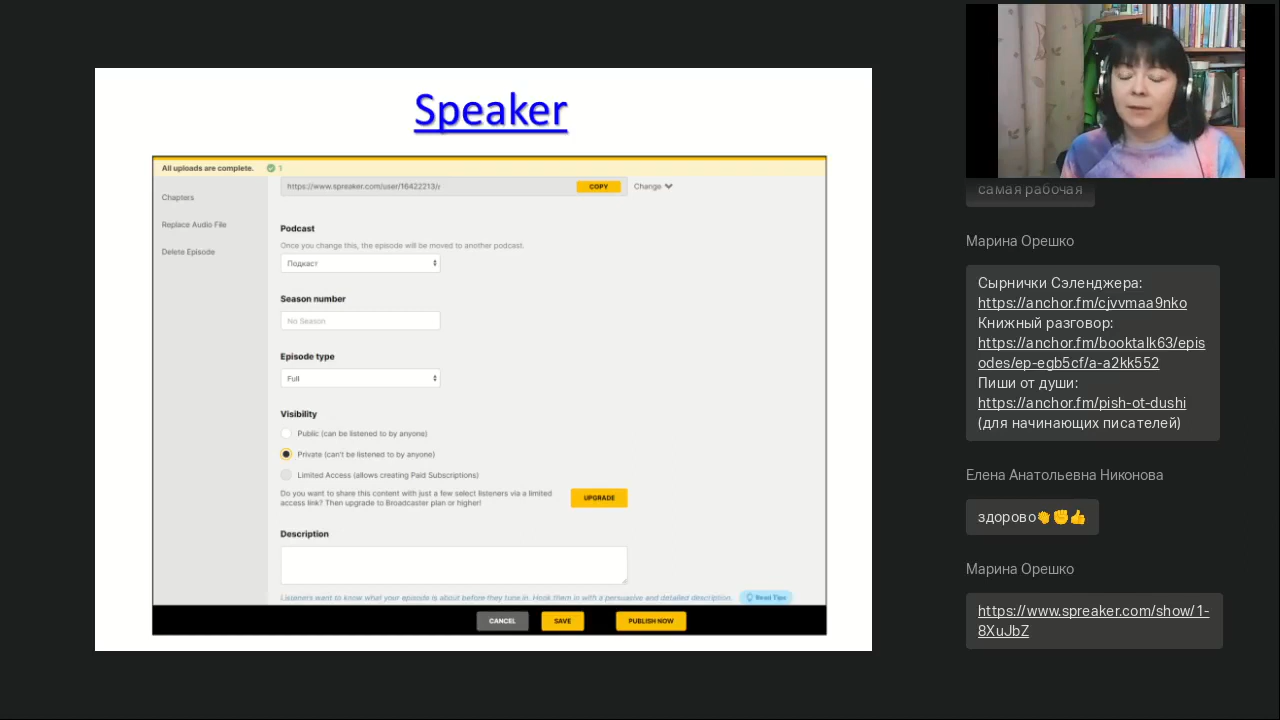 Speaker
All uploads are complete. 1
https://www.spreaker.com/user/16422213/r
COPY
Change
Chapters
Replace Audio File
Delete Episode
Podcast
Once you change this, the episode will be moved to another podcast.
Подкаст
Season number
No Season
Episode type
Full
Visibility
Public (can be listened to by anyone)
Private (can't be listened to by anyone)
Limited Access (allows creating Paid Subscriptions)
Do you want to share this content with just a few select listeners via a limited
access link? Then upgrade to Broadcaster plan or higher!
UPGRADE
Description
Listeners want to know what your episode is about before they tune in. Hook them in with a persuasive and detailed description.
Read Tips
CANCEL
SAVE
PUBLISH NOW
самая рабочая
Марина Орешко
Сырнички Сэленджера:
https://anchor.fm/cjvvmaa9nko
Книжный разговор:
https://anchor.fm/booktalk63/epis
odes/ep-egb5cf/a-a2kk552
Пиши от души:
https://anchor.fm/pish-ot-dushi
(для начинающих писателей)
Елена Анатольевна Никонова
здорово👏✊👍
Марина Орешко
https://www.spreaker.com/show/1-
8XuJbZ